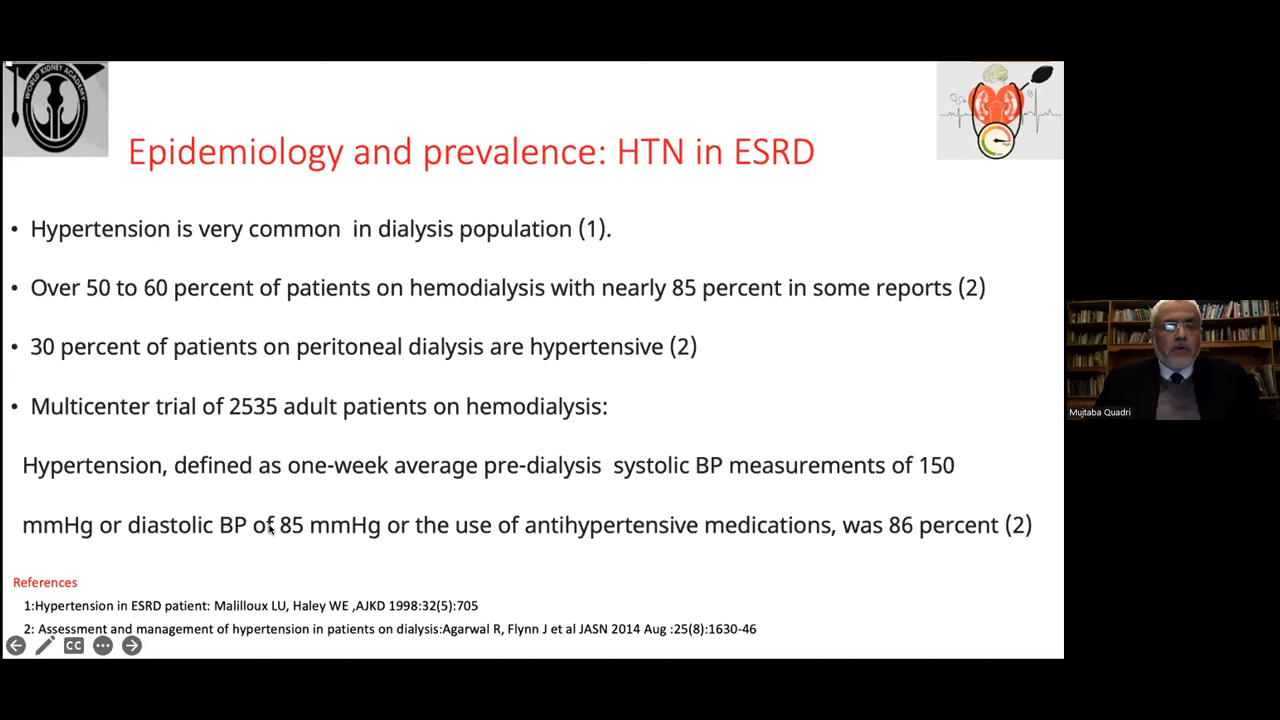 WORLD KIDNEY ACADEMY
Epidemiology and prevalence: HTN in ESRD
• Hypertension is very common in dialysis population (1).
• Over 50 to 60 percent of patients on hemodialysis with nearly 85 percent in some reports (2)
• 30 percent of patients on peritoneal dialysis are hypertensive (2)
• Multicenter trial of 2535 adult patients on hemodialysis:
Hypertension, defined as one-week average pre-dialysis systolic BP measurements of 150
mmHg or diastolic BP of 85 mmHg or the use of antihypertensive medications, was 86 percent (2)
Mujtaba Quadri
References
1:Hypertension in ESRD patient: Malilloux LU, Haley WE ,AJKD 1998:32(5):705
2: Assessment and management of hypertension in patients on dialysis:Agarwal R, Flynn J et al JASN 2014 Aug :25(8):1630-46
CC